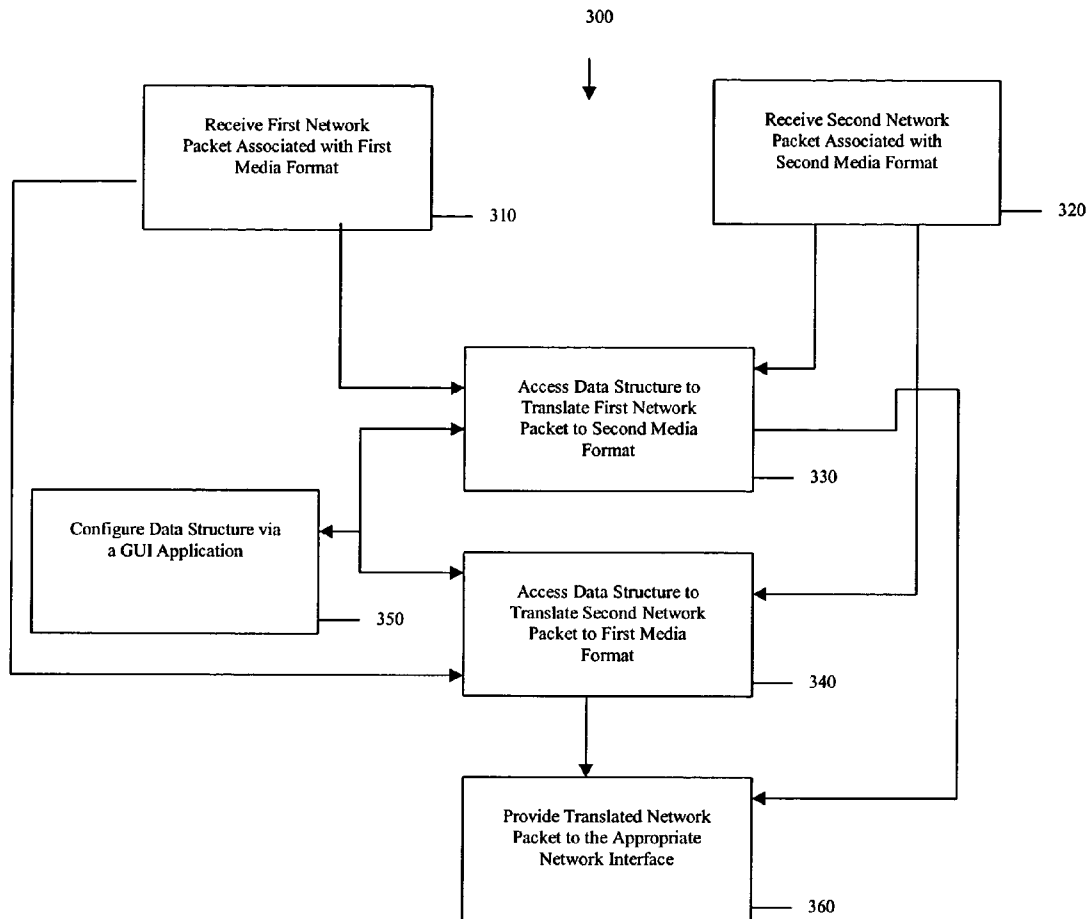 300
Receive First Network
Packet Associated with First
Media Format
310
Receive Second Network
Packet Associated with
Second Media Format
320
Access Data Structure to
Translate First Network
Packet to Second Media
Format
330
Configure Data Structure via
a GUI Application
350
Access Data Structure to
Translate Second Network
Packet to First Media
Format
340
Provide Translated Network
Packet to the Appropriate
Network Interface
360